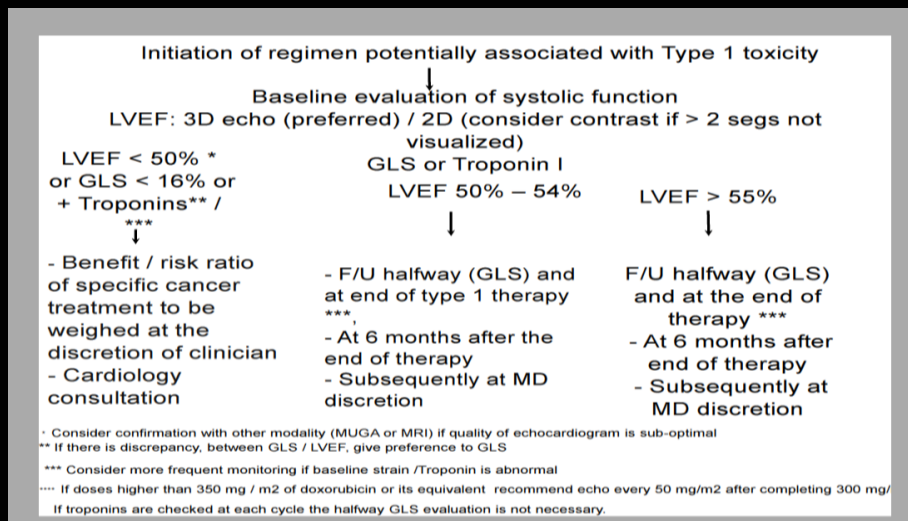 Initiation of regimen potentially associated with Type 1 toxicity
Baseline evaluation of systolic function
LVEF: 3D echo (preferred) / 2D (consider contrast if > 2 segs not
visualized)
GLS or Troponin I
LVEF < 50% *
or GLS < 16% or
+ Troponins** /
***
- Benefit / risk ratio
of specific cancer
treatment to be
weighed at the
discretion of clinician
- Cardiology
consultation
LVEF 50% – 54%
- F/U halfway (GLS) and
at end of type 1 therapy
***,
- At 6 months after the
end of therapy
- Subsequently at MD
discretion
LVEF > 55%
F/U halfway (GLS)
and at the end of
therapy ***
- At 6 months after
end of therapy
- Subsequently at
MD discretion
* Consider confirmation with other modality (MUGA or MRI) if quality of echocardiogram is sub-optimal
** If there is discrepancy, between GLS / LVEF, give preference to GLS
*** Consider more frequent monitoring if baseline strain /Troponin is abnormal
**** If doses higher than 350 mg / m2 of doxorubicin or its equivalent recommend echo every 50 mg/m2 after completing 300 mg/
If troponins are checked at each cycle the halfway GLS evaluation is not necessary.